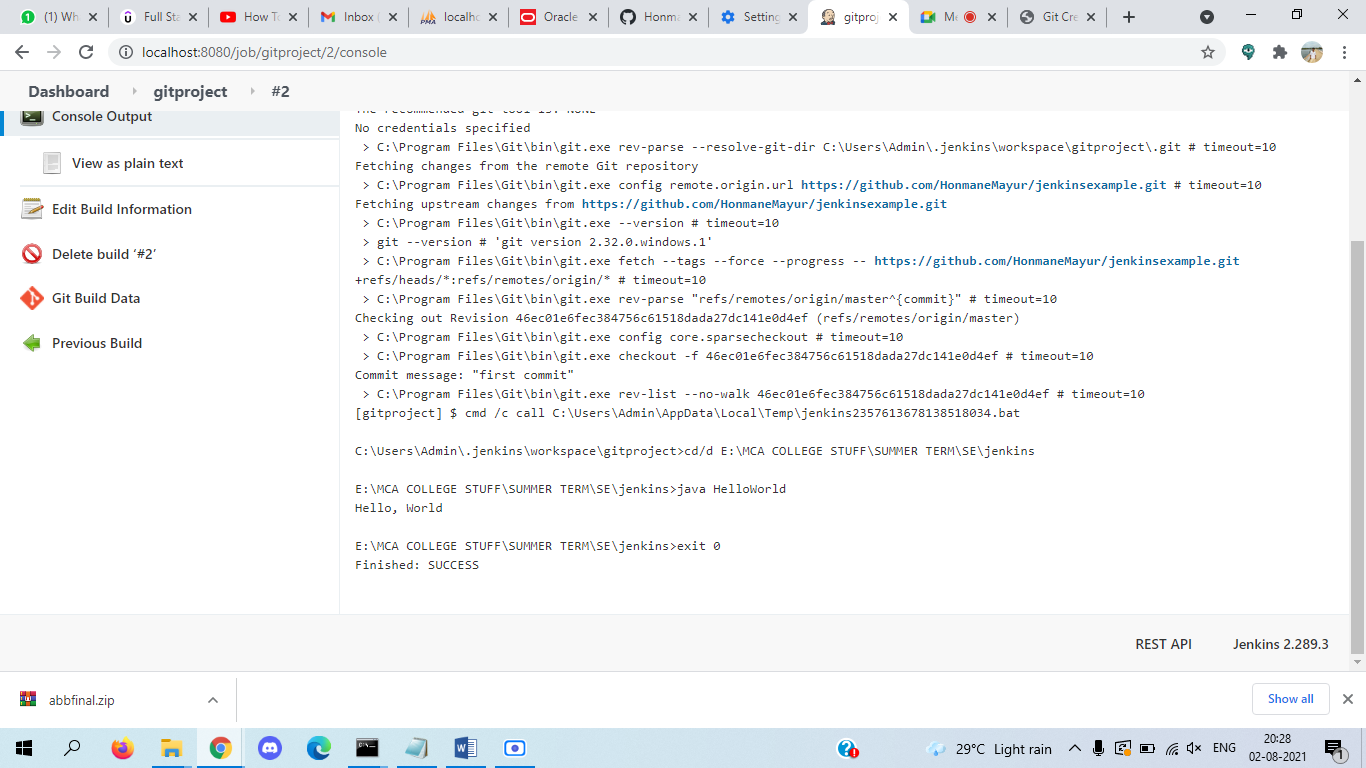 (1) Wh
Full Sta
How To
Inbox
localho
Oracle
Honma
Setting
gitproj
Me
Git Cre
localhost:8080/job/gitproject/2/console
Dashboard
gitproject
#2
Console Output
View as plain text
Edit Build Information
Delete build ‘#2’
Git Build Data
Previous Build
The recommended git tool is: NONE
No credentials specified
> C:\Program Files\Git\bin\git.exe rev-parse --resolve-git-dir C:\Users\Admin\.jenkins\workspace\gitproject\.git # timeout=10
Fetching changes from the remote Git repository
> C:\Program Files\Git\bin\git.exe config remote.origin.url https://github.com/HonmaneMayur/jenkinsexample.git # timeout=10
Fetching upstream changes from https://github.com/HonmaneMayur/jenkinsexample.git
> C:\Program Files\Git\bin\git.exe --version # timeout=10
> git --version # 'git version 2.32.0.windows.1'
> C:\Program Files\Git\bin\git.exe fetch --tags --force --progress -- https://github.com/HonmaneMayur/jenkinsexample.git
+refs/heads/*:refs/remotes/origin/* # timeout=10
> C:\Program Files\Git\bin\git.exe rev-parse "refs/remotes/origin/master^{commit}" # timeout=10
Checking out Revision 46ec01e6fec384756c61518dada27dc141e0d4ef (refs/remotes/origin/master)
> C:\Program Files\Git\bin\git.exe config core.sparsecheckout # timeout=10
> C:\Program Files\Git\bin\git.exe checkout -f 46ec01e6fec384756c61518dada27dc141e0d4ef # timeout=10
Commit message: "first commit"
> C:\Program Files\Git\bin\git.exe rev-list --no-walk 46ec01e6fec384756c61518dada27dc141e0d4ef # timeout=10
[gitproject] $ cmd /c call C:\Users\Admin\AppData\Local\Temp\jenkins2357613678138518034.bat
C:\Users\Admin\.jenkins\workspace\gitproject>cd/d E:\MCA COLLEGE STUFF\SUMMER TERM\SE\jenkins
E:\MCA COLLEGE STUFF\SUMMER TERM\SE\jenkins>java HelloWorld
Hello, World
E:\MCA COLLEGE STUFF\SUMMER TERM\SE\jenkins>exit 0
Finished: SUCCESS
REST API
Jenkins 2.289.3
abbfinal.zip
Show all
29°C Light rain
ENG
20:28
02-08-2021
1